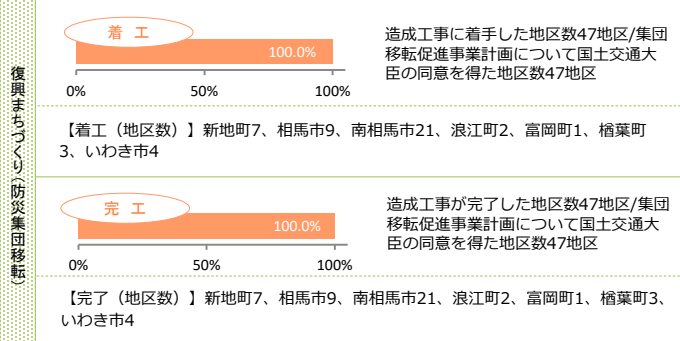 復興まちづくり（防災集団移転）
着 工
100.0%
0%
50%
100%
造成工事に着手した地区数47地区/集団
移転促進事業計画について国土交通大
臣の同意を得た地区数47地区
【着工（地区数）】新地町7、相馬市9、南相馬市21、浪江町2、富岡町1、楢葉町
3、いわき市4
完 工
100.0%
0%
50%
100%
造成工事が完了した地区数47地区/集団
移転促進事業計画について国土交通大
臣の同意を得た地区数47地区
【完了（地区数）】新地町7、相馬市9、南相馬市21、浪江町2、富岡町1、楢葉町3、
いわき市4